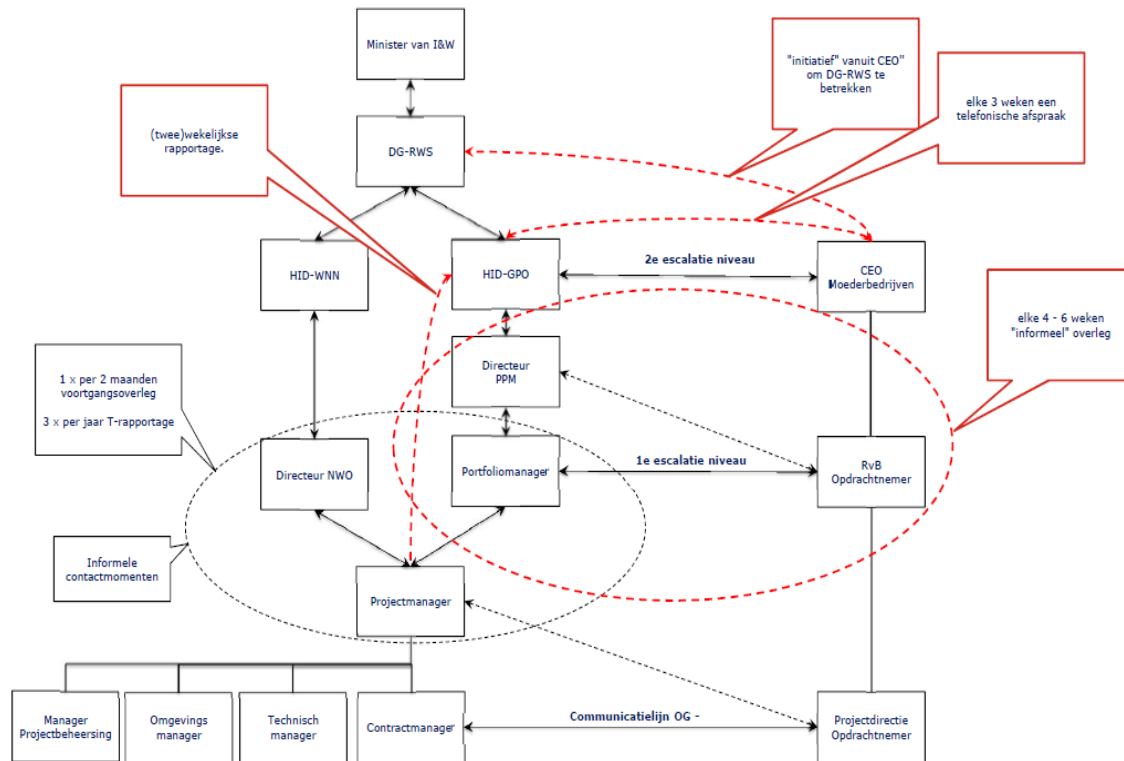 Minister van I&W
"initiatief" vanuit CEO"
om DG-RWS te
betrekken
elke 3 weken een
telefonische afspraak
(twee)wekelijkse
rapportage.
DG-RWS
HID-WNN
HID-GPO
2e escalatie niveau
CEO
Moederbedrijven
elke 4 - 6 weken
"informeel" overleg
Directeur
PPM
1 x per 2 maanden
voortgangsoverleg
3 x per jaar T-rapportage
Directeur NWO
Portfoliomanager
1e escalatie niveau
RvB
Opdrachtnemer
Informele
contactmomenten
Projectmanager
Manager
Projectbeheersing
Omgevings
manager
Technisch
manager
Contractmanager
Communicatielijn OG -
Projectdirectie
Opdrachtnemer